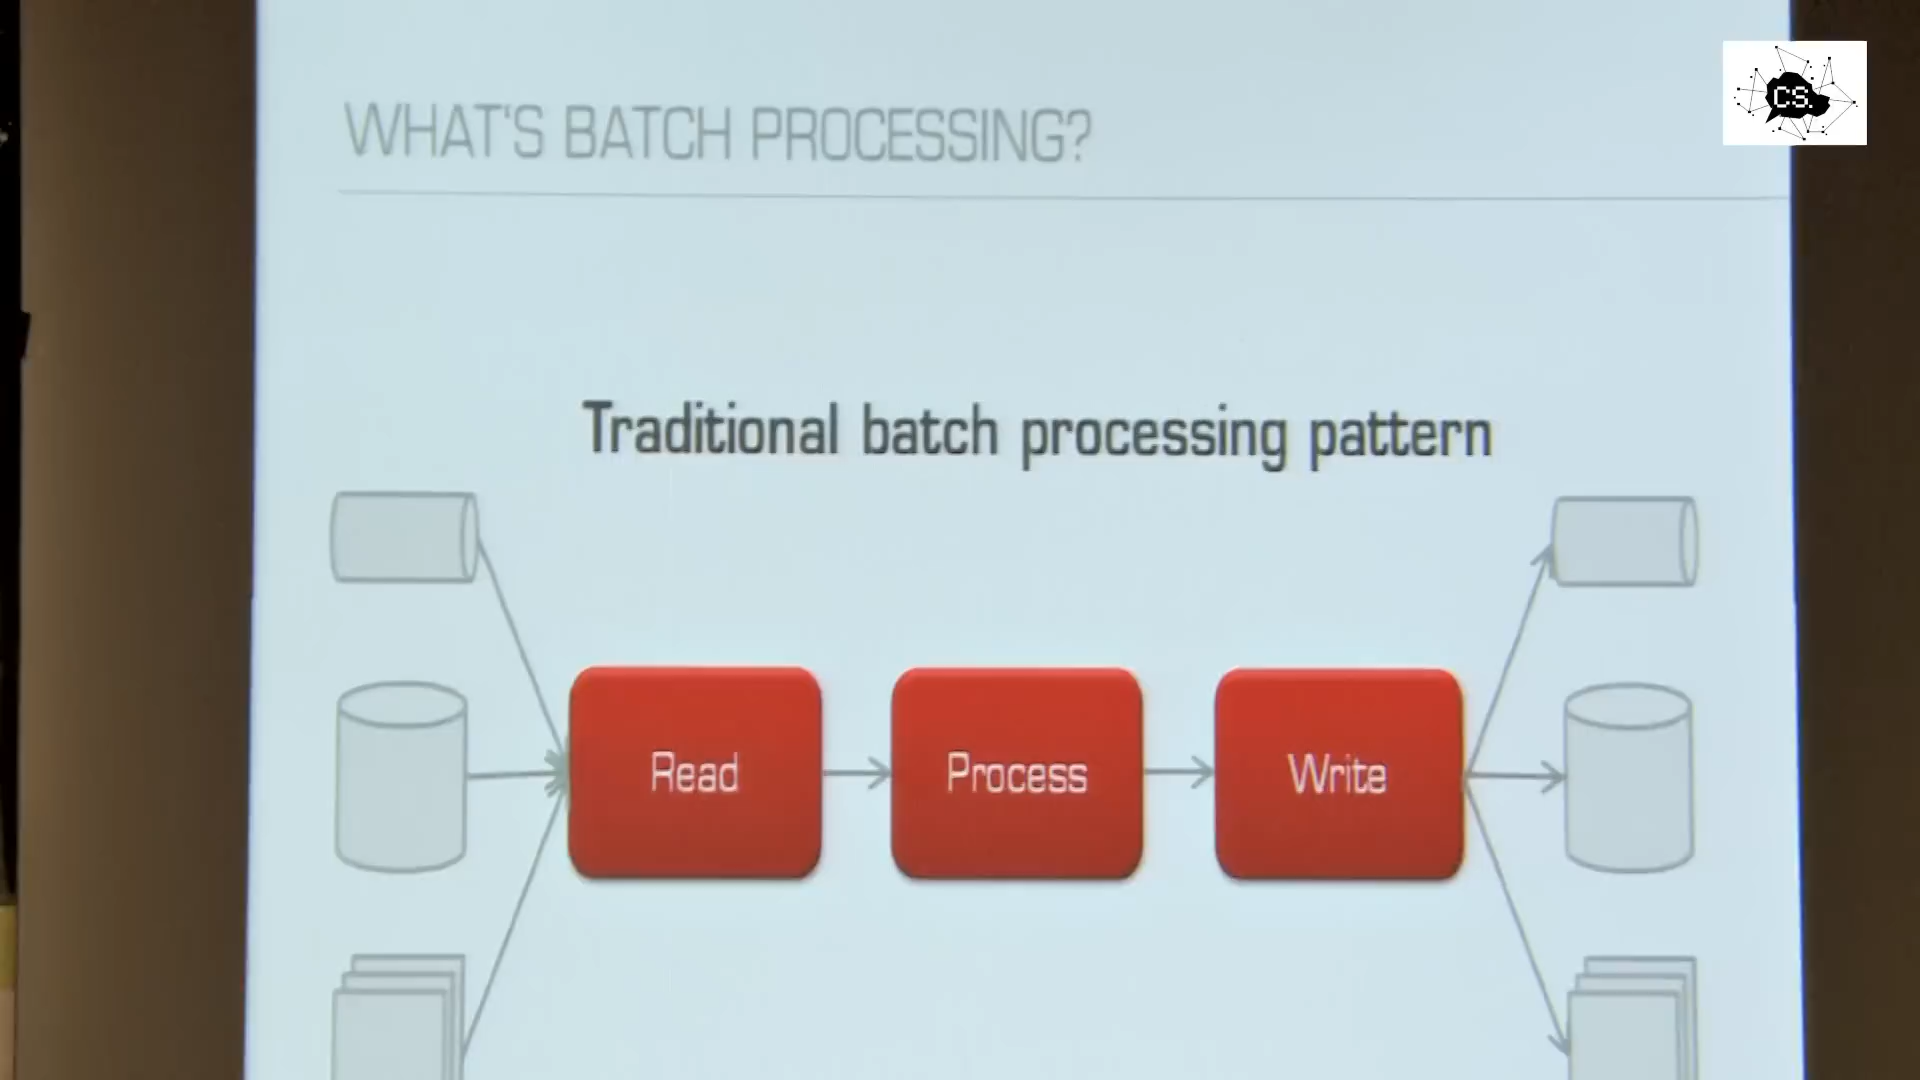 WHAT'S BATCH PROCESSING?
CS.
Traditional batch processing pattern
Read
Process
Write